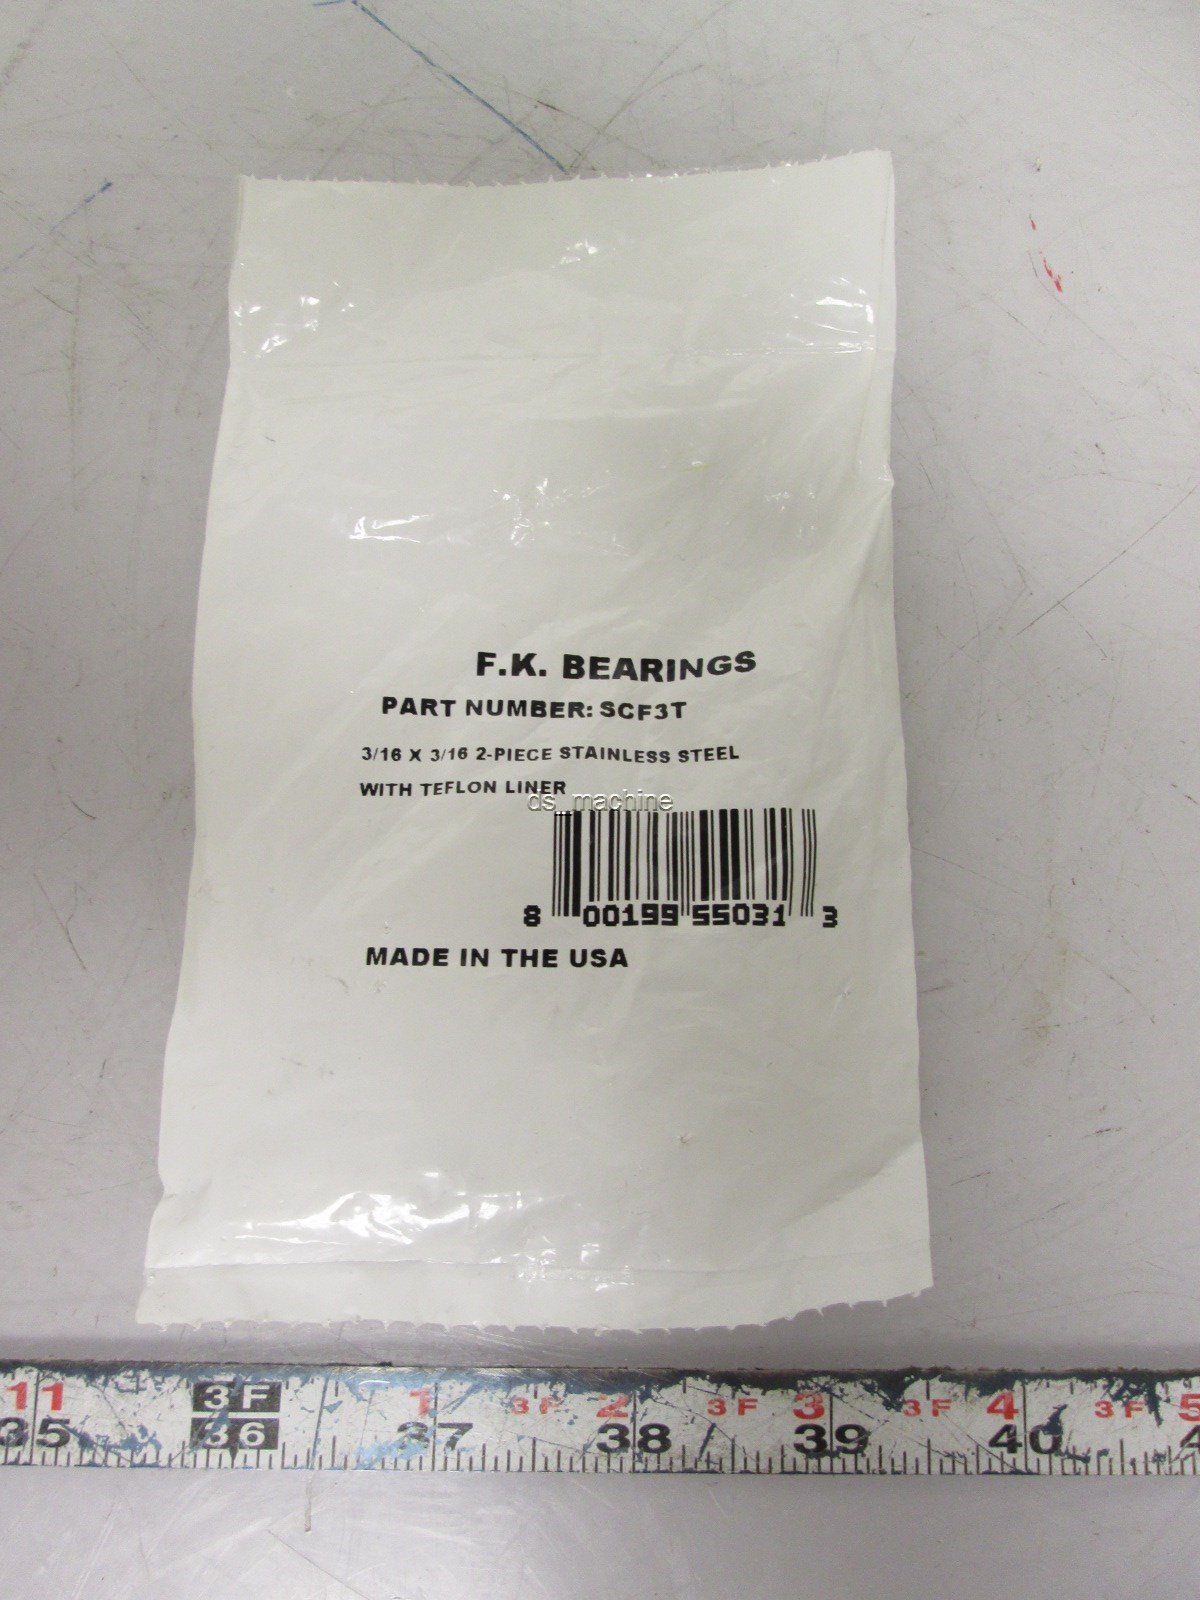 F.K. BEARINGS
PART NUMBER: SCF3T
3/16 X 3/16 2-PIECE STAINLESS STEEL
WITH TEFLON LINER
ds_machine
8 00199 55031 3
MADE IN THE USA
11 3F 1 3F 2 3F 3 3F 4 3F 5
35 36 37 38 39 40